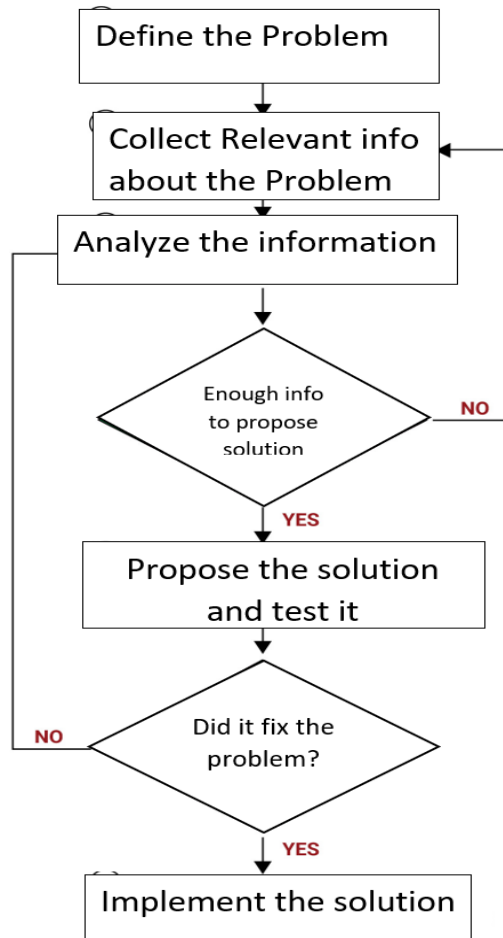 Define the Problem
Collect Relevant info
about the Problem
Analyze the information
Enough info
to propose
solution
NO
YES
Propose the solution
and test it
Did it fix the
problem?
NO
YES
Implement the solution